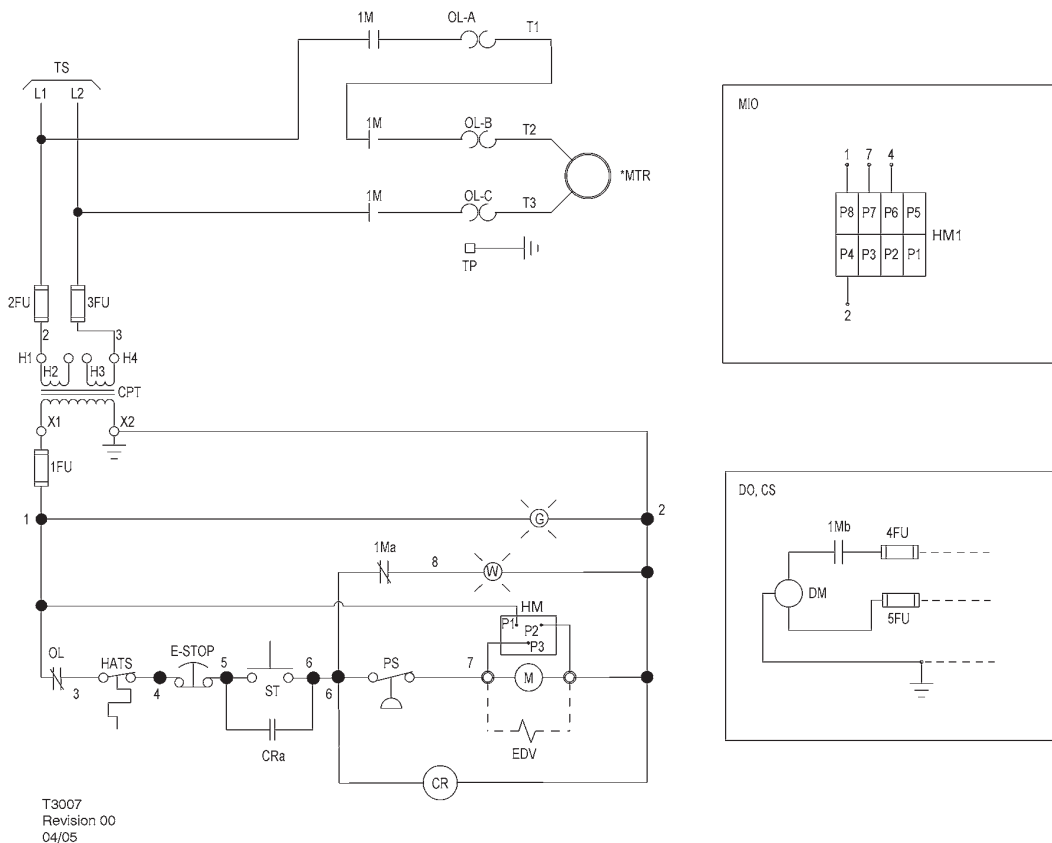 1M OL-A T1
TS
L1 L2
1M OL-B T2
*MTR
1M OL-C T3
TP
2FU 3FU
2 3
H1 H2 H3 H4
CPT
X1 X2
1FU
1 G 2
1Ma 8 W
HM
P1 P2
P3
OL HATS E-STOP 5 6 PS 7
3 4 ST 6 M
CRa EDV
CR
T3007
Revision 00
04/05
MIO
1 7 4
P8 P7 P6 P5
HM1
P4 P3 P2 P1
2
DO, CS
1Mb 4FU
DM
5FU